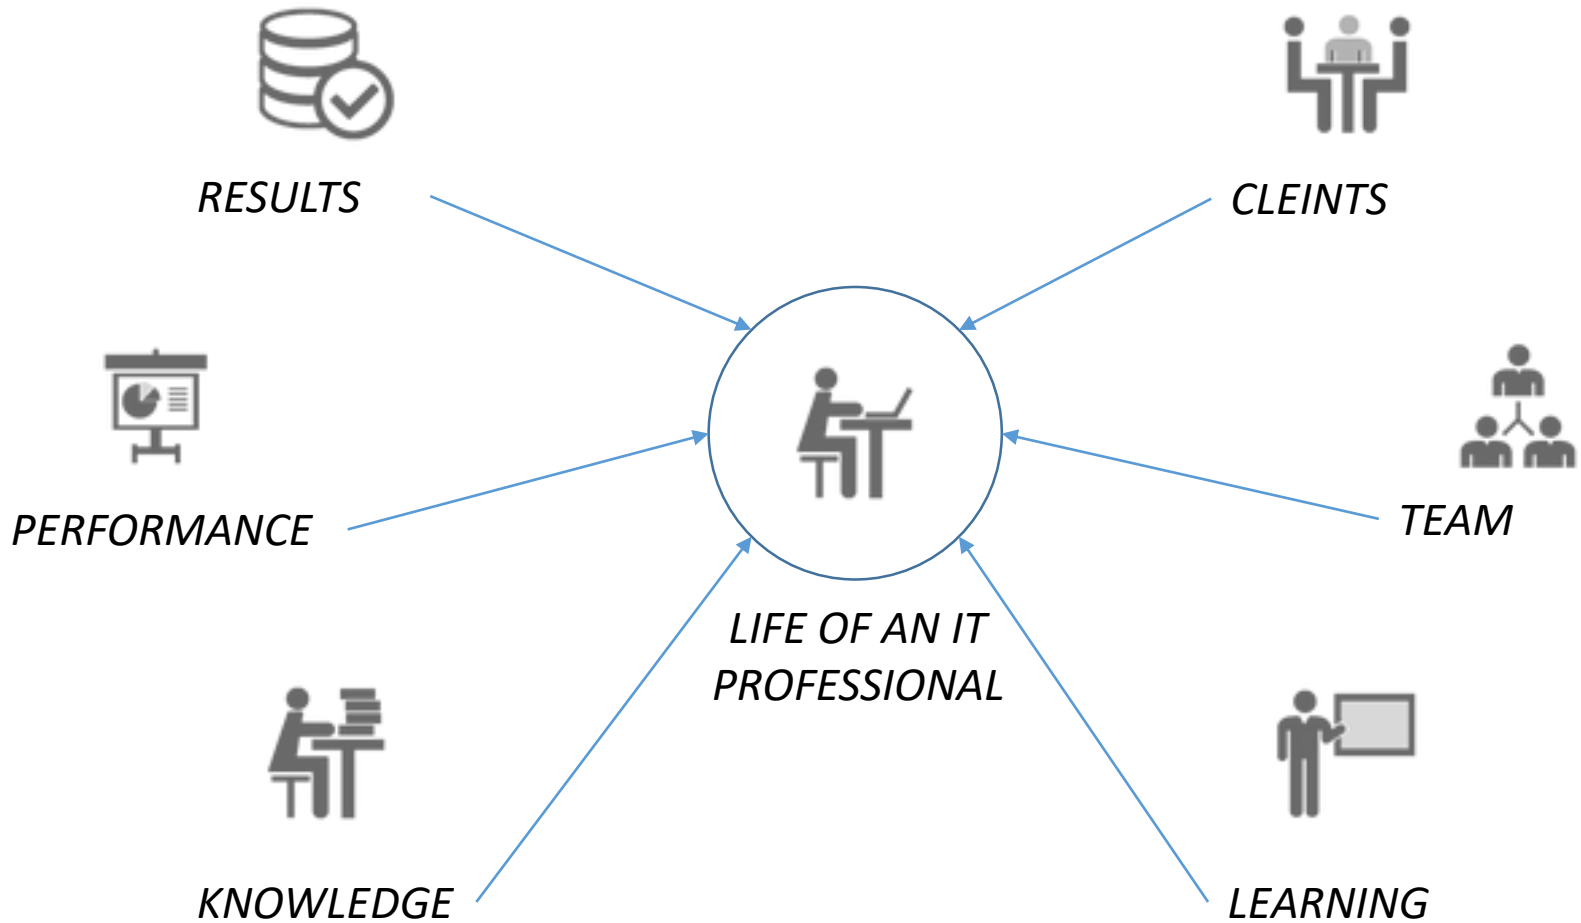 RESULTS
CLEINTS
PERFORMANCE
TEAM
LIFE OF AN IT
PROFESSIONAL
KNOWLEDGE
LEARNING